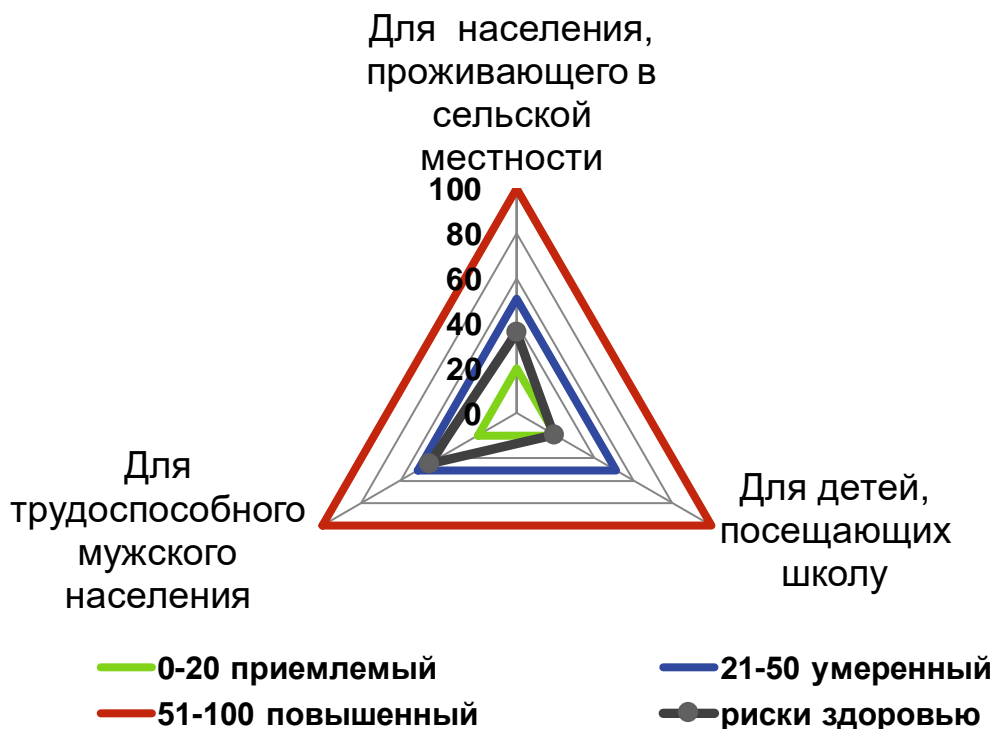 Для населения,
проживающего в
сельской
местности
100
80
60
40
20
0
Для
трудоспособного
мужского
населения
Для детей,
посещающих
школу
0-20 приемлемый
21-50 умеренный
51-100 повышенный
риски здоровью